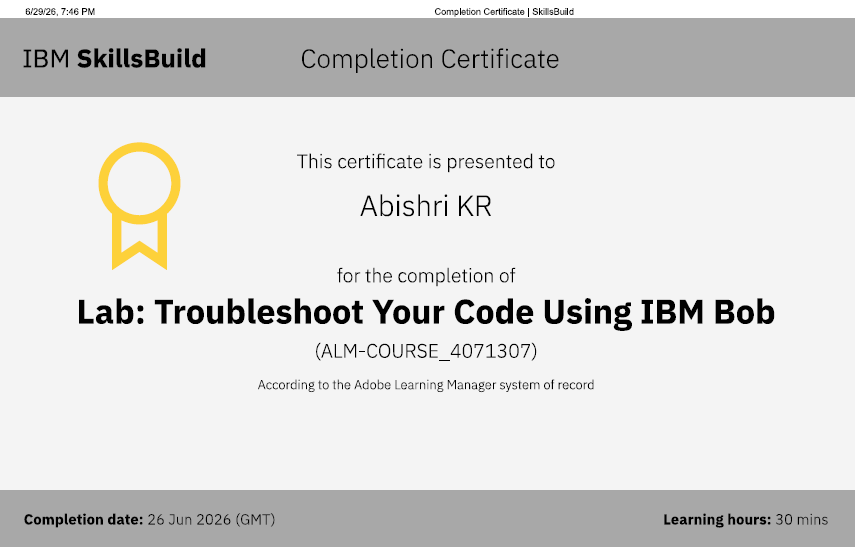 6/29/26, 7:46 PM Completion Certificate | SkillsBuild
IBM SkillsBuild Completion Certificate
This certificate is presented to
Abishri KR
for the completion of
Lab: Troubleshoot Your Code Using IBM Bob
(ALM-COURSE_4071307)
According to the Adobe Learning Manager system of record
Completion date: 26 Jun 2026 (GMT) Learning hours: 30 mins